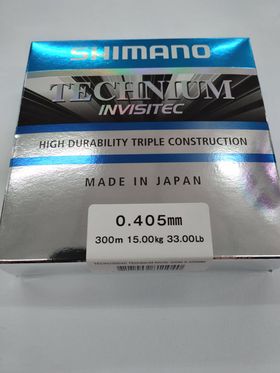 SHIMANO
TECHNIUM
INVISITEC
HIGH DURABILITY TRIPLE CONSTRUCTION
MADE IN JAPAN
0.405mm
300m 15.00kg 33.00Lb